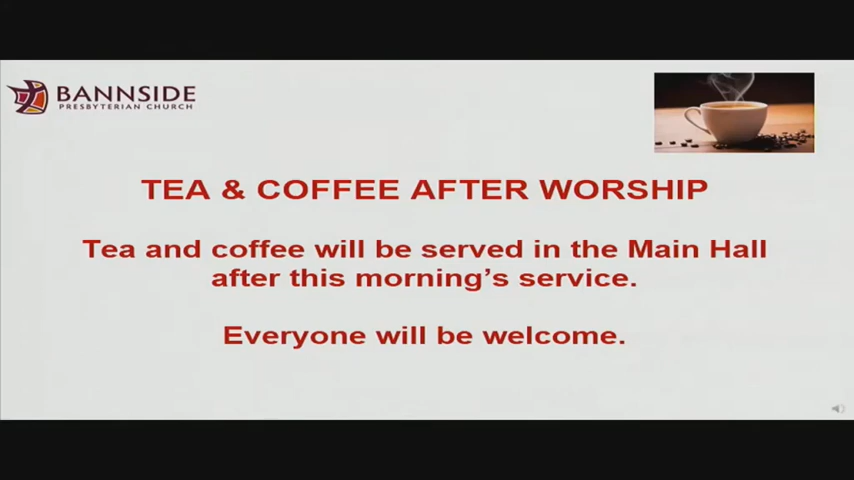 BANNSIDE
PRESBYTERIAN CHURCH
TEA & COFFEE AFTER WORSHIP
Tea and coffee will be served in the Main Hall
after this morning's service.
Everyone will be welcome.